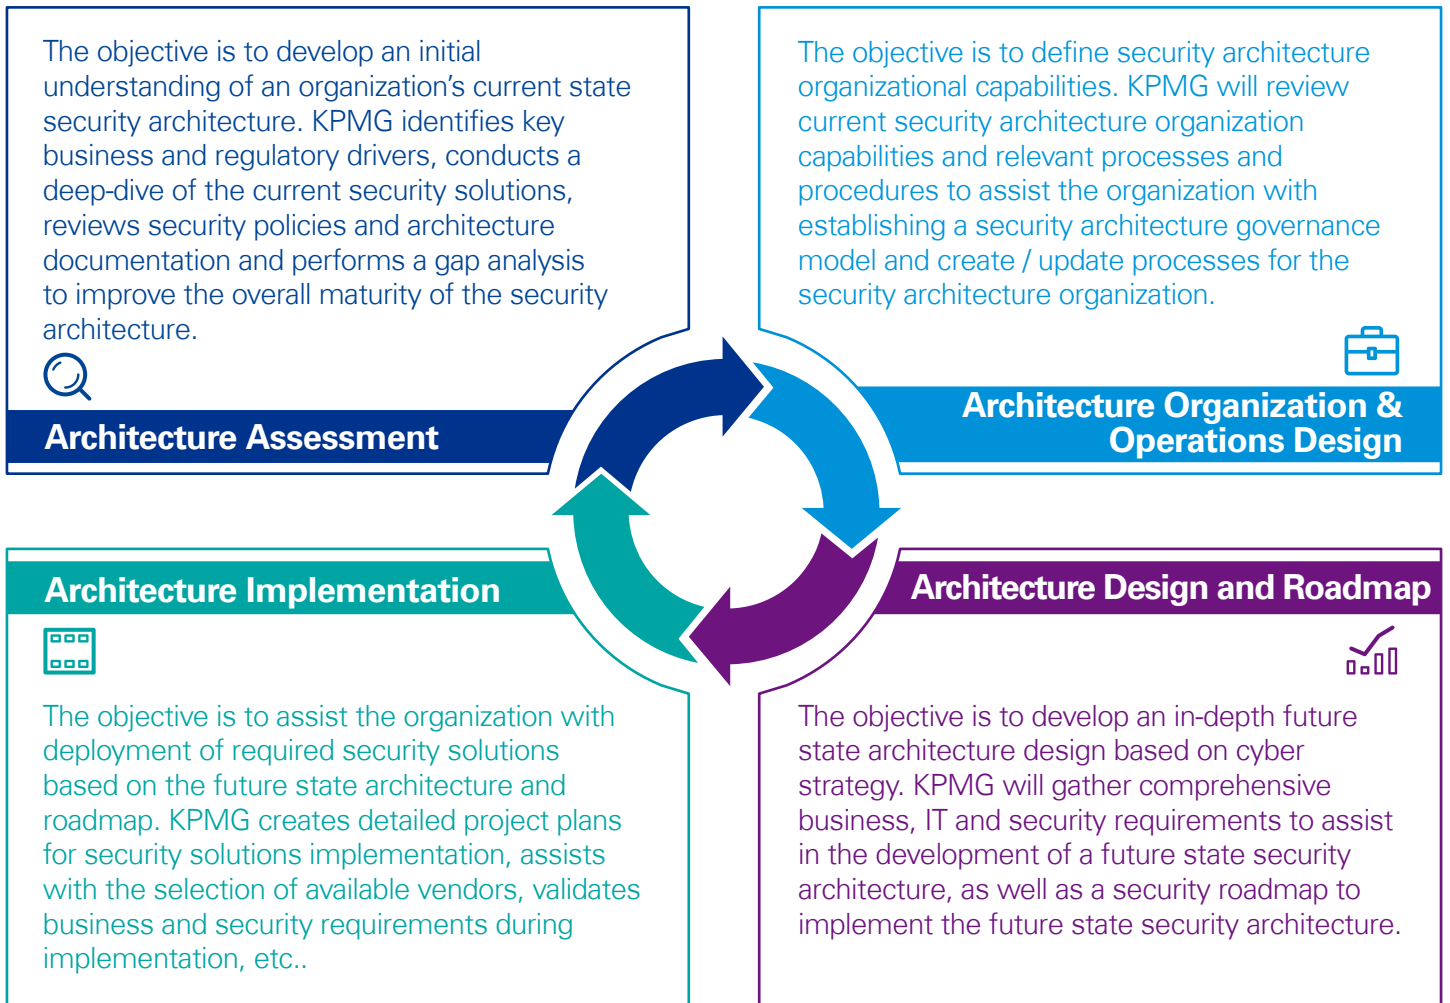 The objective is to develop an initial
understanding of an organization's current state
security architecture. KPMG identifies key
business and regulatory drivers, conducts a
deep-dive of the current security solutions,
reviews security policies and architecture
documentation and performs a gap analysis
to improve the overall maturity of the security
architecture.
Architecture Assessment
The objective is to define security architecture
organizational capabilities. KPMG will review
current security architecture organization
capabilities and relevant processes and
procedures to assist the organization with
establishing a security architecture governance
model and create / update processes for the
security architecture organization.
Architecture Organization &
Operations Design
Architecture Implementation
The objective is to assist the organization with
deployment of required security solutions
based on the future state architecture and
roadmap. KPMG creates detailed project plans
for security solutions implementation, assists
with the selection of available vendors, validates
business and security requirements during
implementation, etc..
Architecture Design and Roadmap
The objective is to develop an in-depth future
state architecture design based on cyber
strategy. KPMG will gather comprehensive
business, IT and security requirements to assist
in the development of a future state security
architecture, as well as a security roadmap to
implement the future state security architecture.